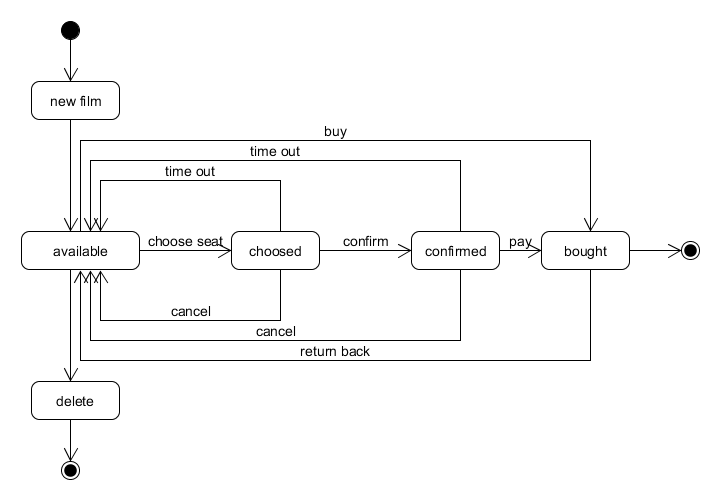 new film
buy
time out
time out
available
choose seat
choosed
confirm
confirmed
pay
bought
cancel
cancel
return back
delete